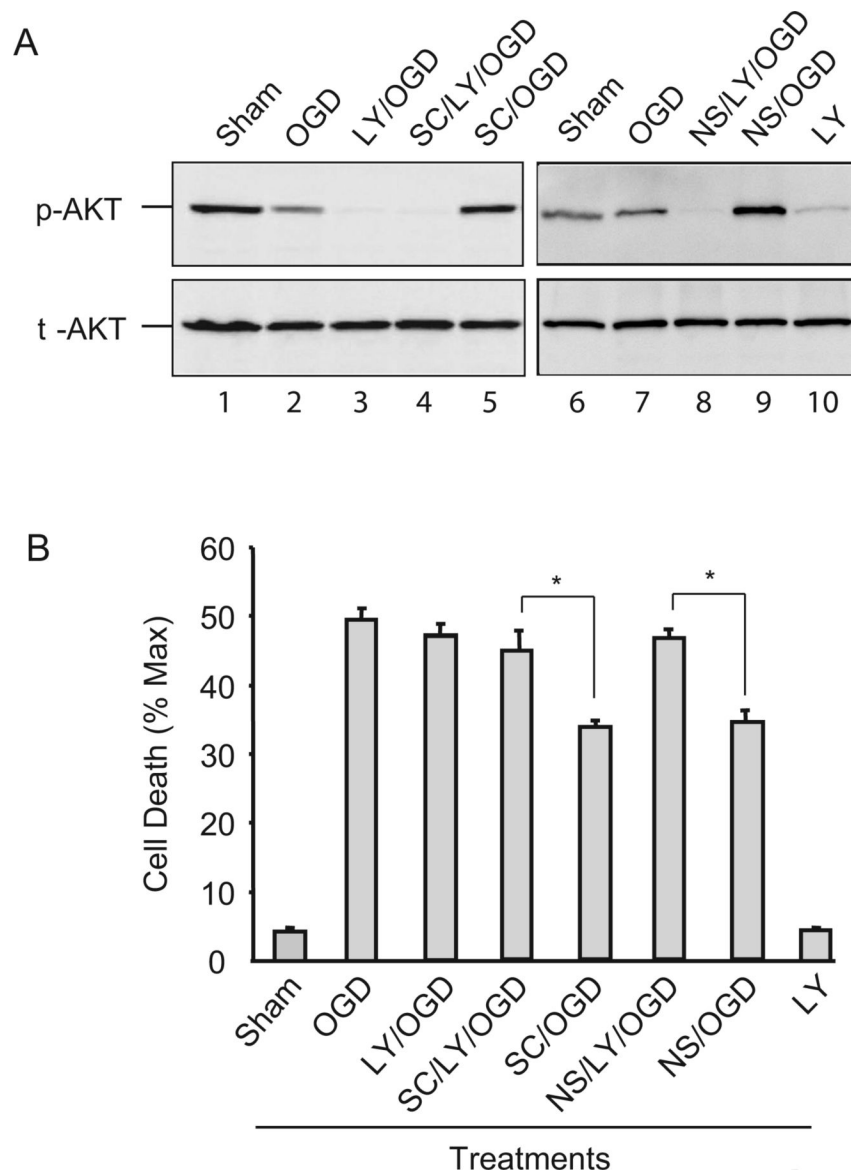 A
Sham OGD LY/OGD SC/LY/OGD SC/OGD Sham OGD NS/LY/OGD NS/OGD LY
p-AKT
t -AKT
1 2 3 4 5 6 7 8 9 10
B
60
50
40
30
20
10
0
* *
Cell Death (% Max)
Sham OGD LY/OGD SC/LY/OGD SC/OGD NS/LY/OGD NS/OGD LY
Treatments